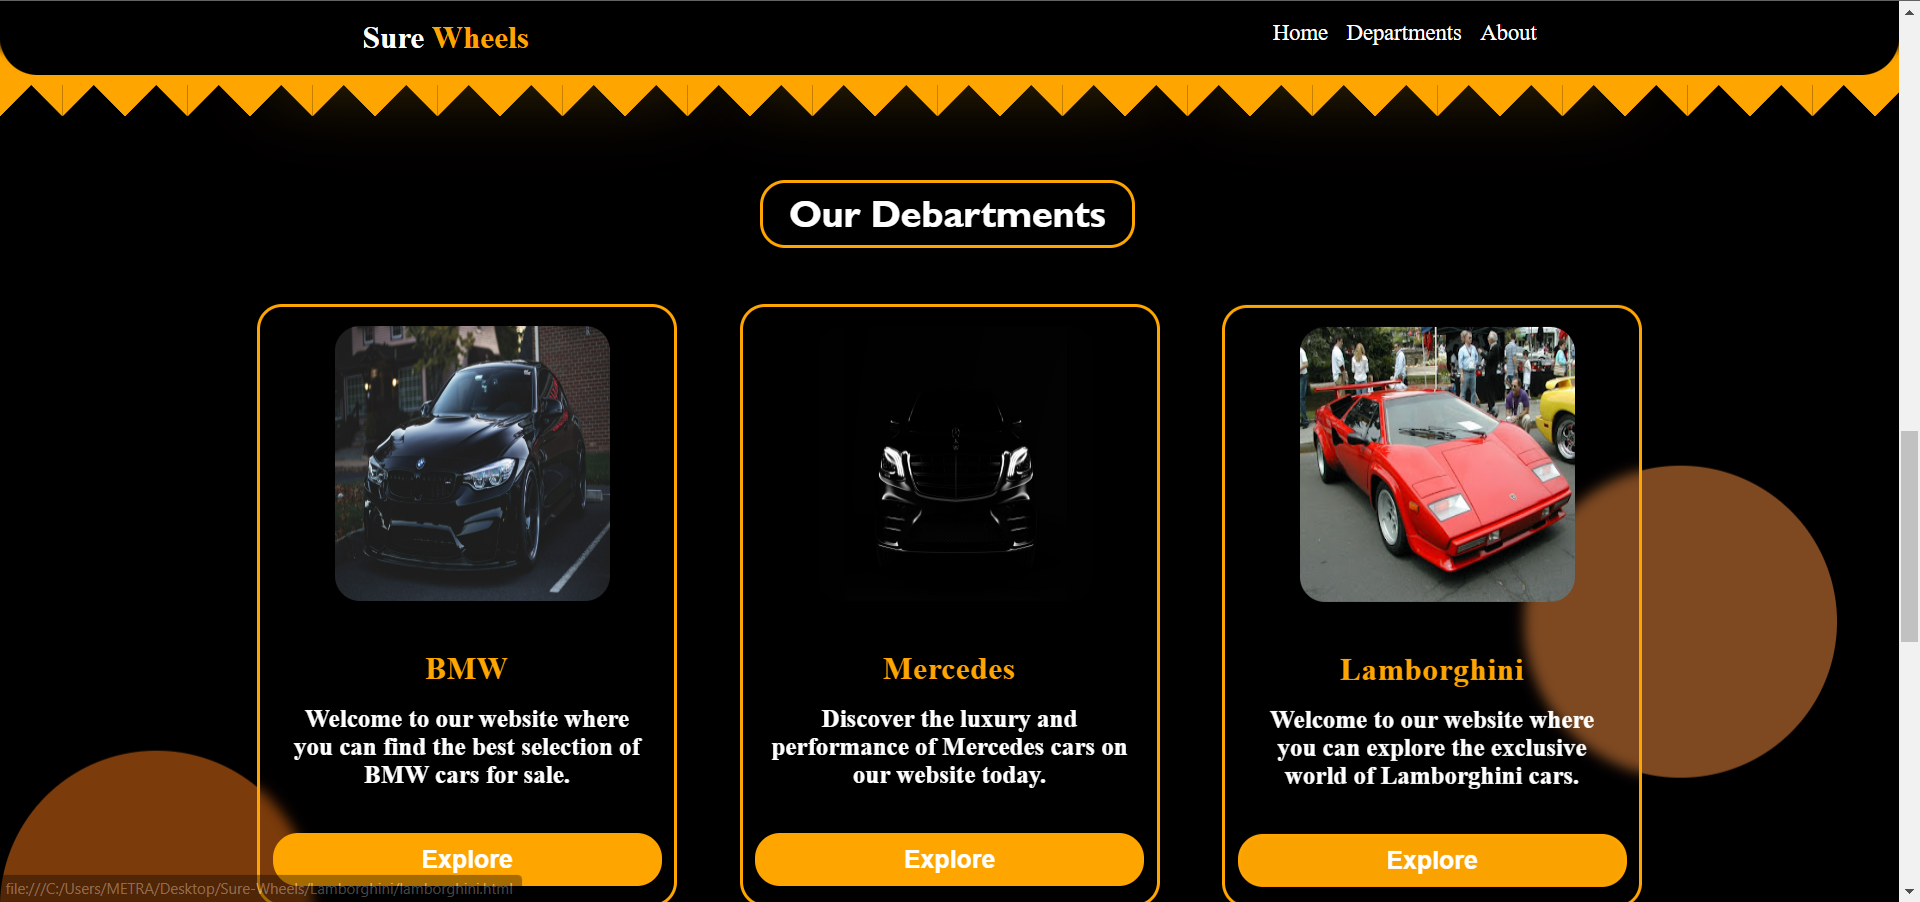 Sure Wheels
Home Departments About
Our Debartments
BMW
Welcome to our website where
you can find the best selection of
BMW cars for sale.
Explore
Mercedes
Discover the luxury and
performance of Mercedes cars on
our website today.
Explore
Lamborghini
Welcome to our website where
you can explore the exclusive
world of Lamborghini cars.
Explore
file:///C:/Users/METRA/Desktop/Sure-Wheels/Lamborghini/lamborghini.html